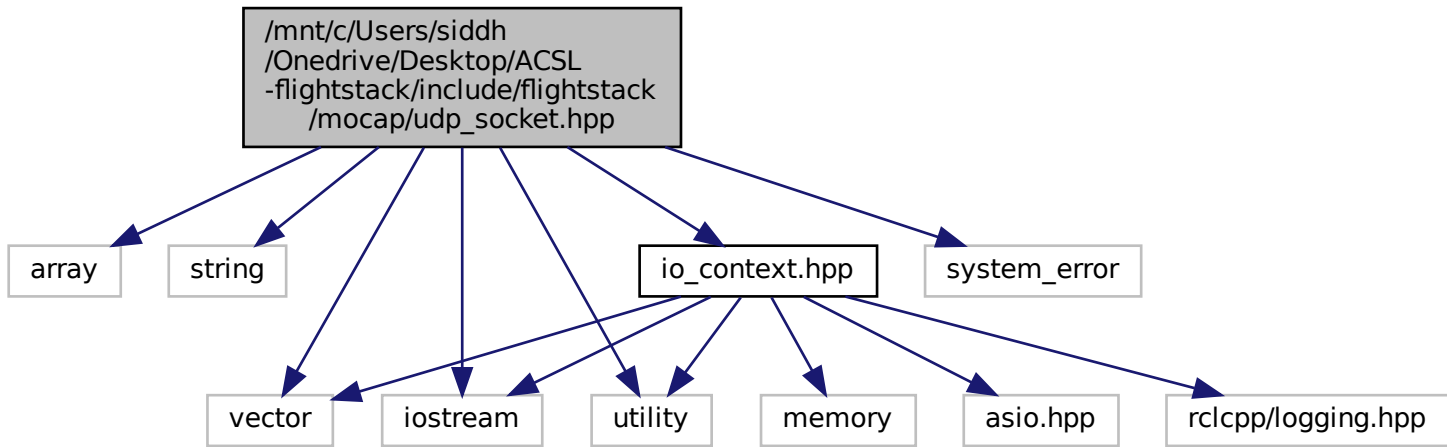 /mnt/c/Users/siddh
/Onedrive/Desktop/ACSL
-flightstack/include/flightstack
/mocap/udp_socket.hpp
array
string
io_context.hpp
system_error
vector
iostream
utility
memory
asio.hpp
rclcpp/logging.hpp